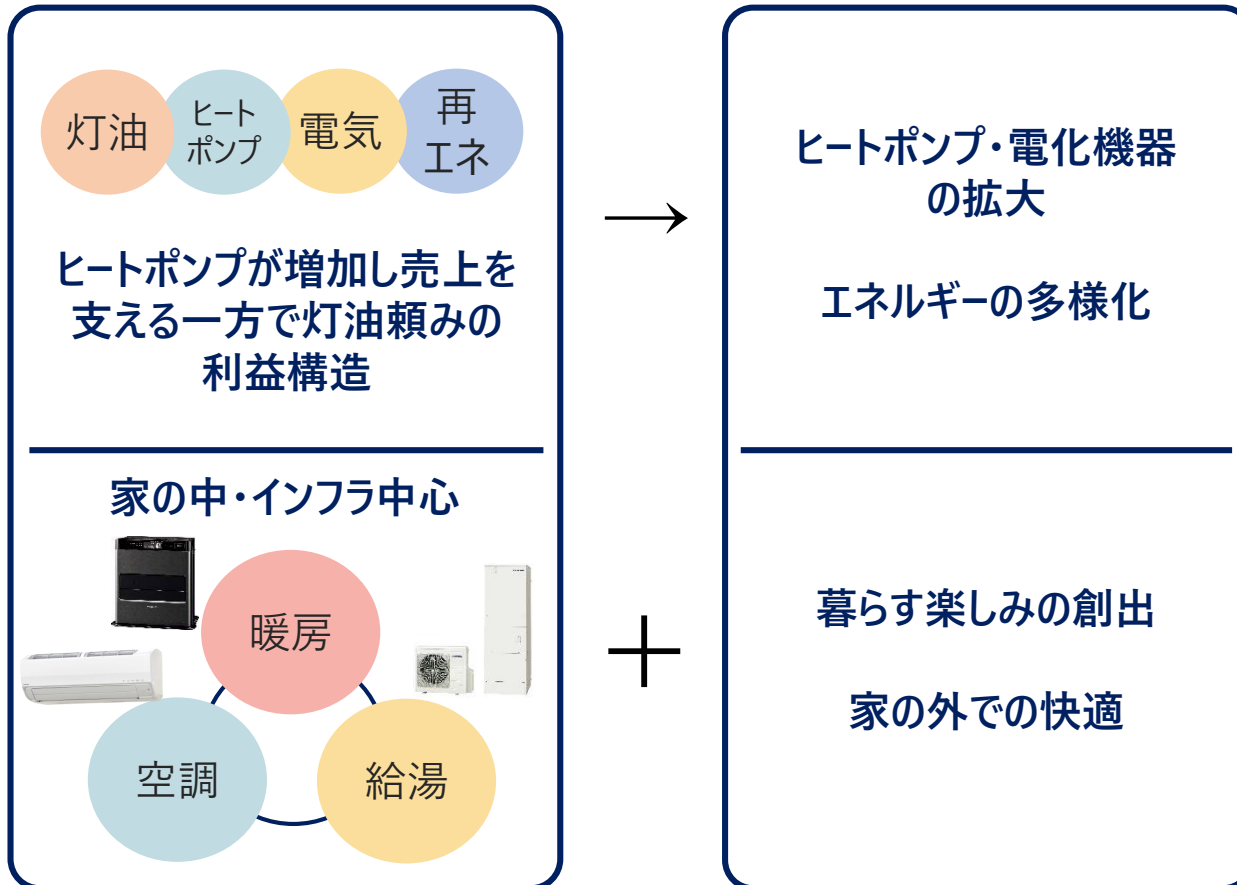 灯油
ヒート
ポンプ
電気
再
エネ
ヒートポンプが増加し売上を
支える一方で灯油頼みの
利益構造
→
ヒートポンプ・電化機器
の拡大
エネルギーの多様化
家の中・インフラ中心
暖房
空調
給湯
＋
暮らす楽しみの創出
家の外での快適